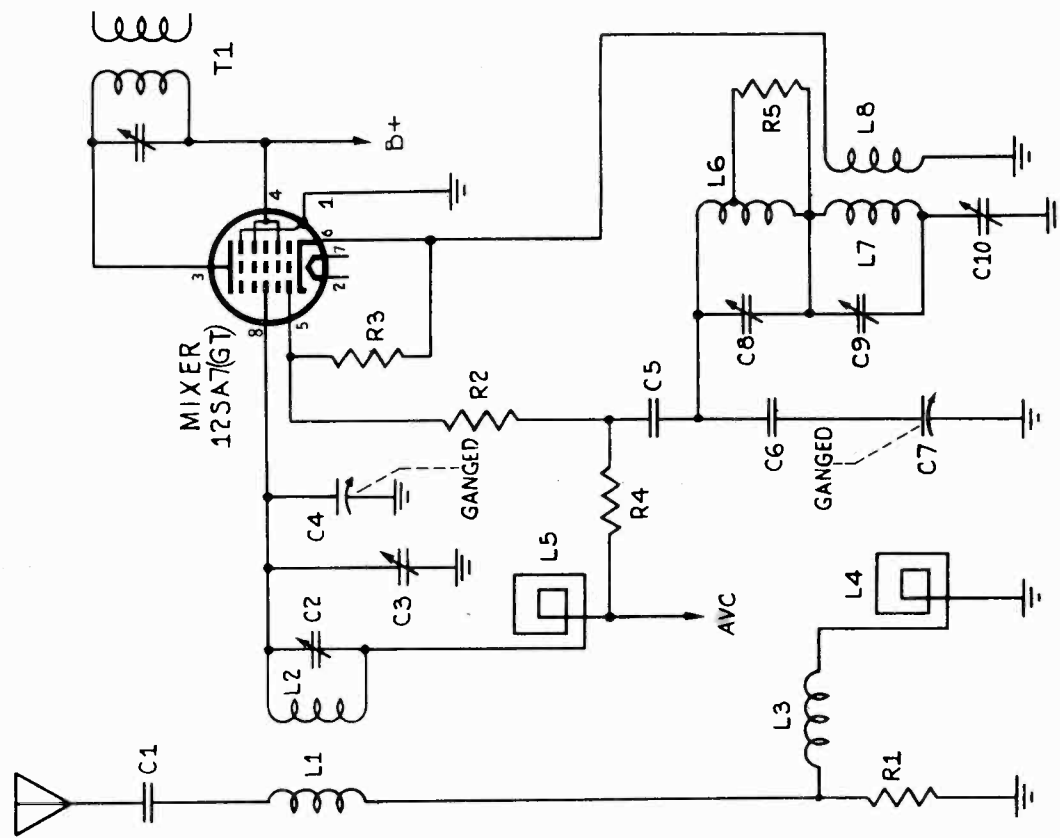 T1
B+
MIXER
12SA7(GT)
3
4
1
6
7
2
5
8
R3
R2
C4
GANGED
C3
C2
L2
L5
R4
AVC
C5
C6
GANGED
C7
C8
C9
L6
R5
L7
L8
C10
C1
L1
L3
L4
R1